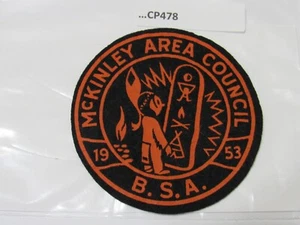 ...CP478
McKINLEY AREA COUNCIL
19 53
B.S.A.